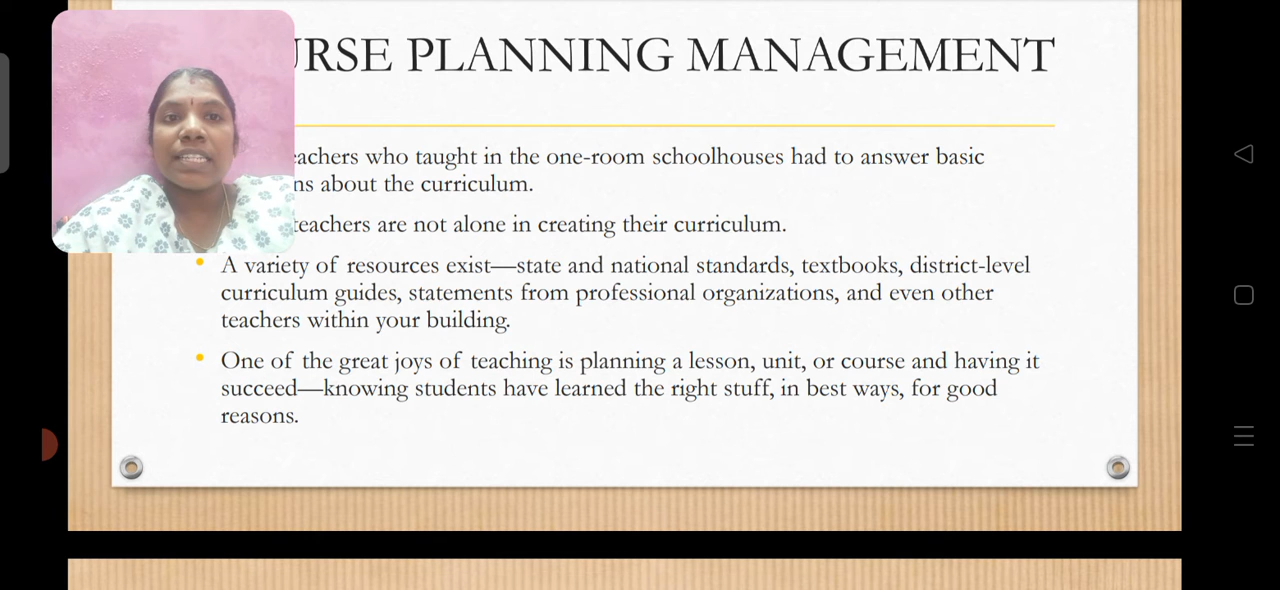 RSE PLANNING MANAGEMENT
eachers who taught in the one-room schoolhouses had to answer basic
ns about the curriculum.
teachers are not alone in creating their curriculum.
• A variety of resources exist—state and national standards, textbooks, district-level
curriculum guides, statements from professional organizations, and even other
teachers within your building.
• One of the great joys of teaching is planning a lesson, unit, or course and having it
succeed—knowing students have learned the right stuff, in best ways, for good
reasons.